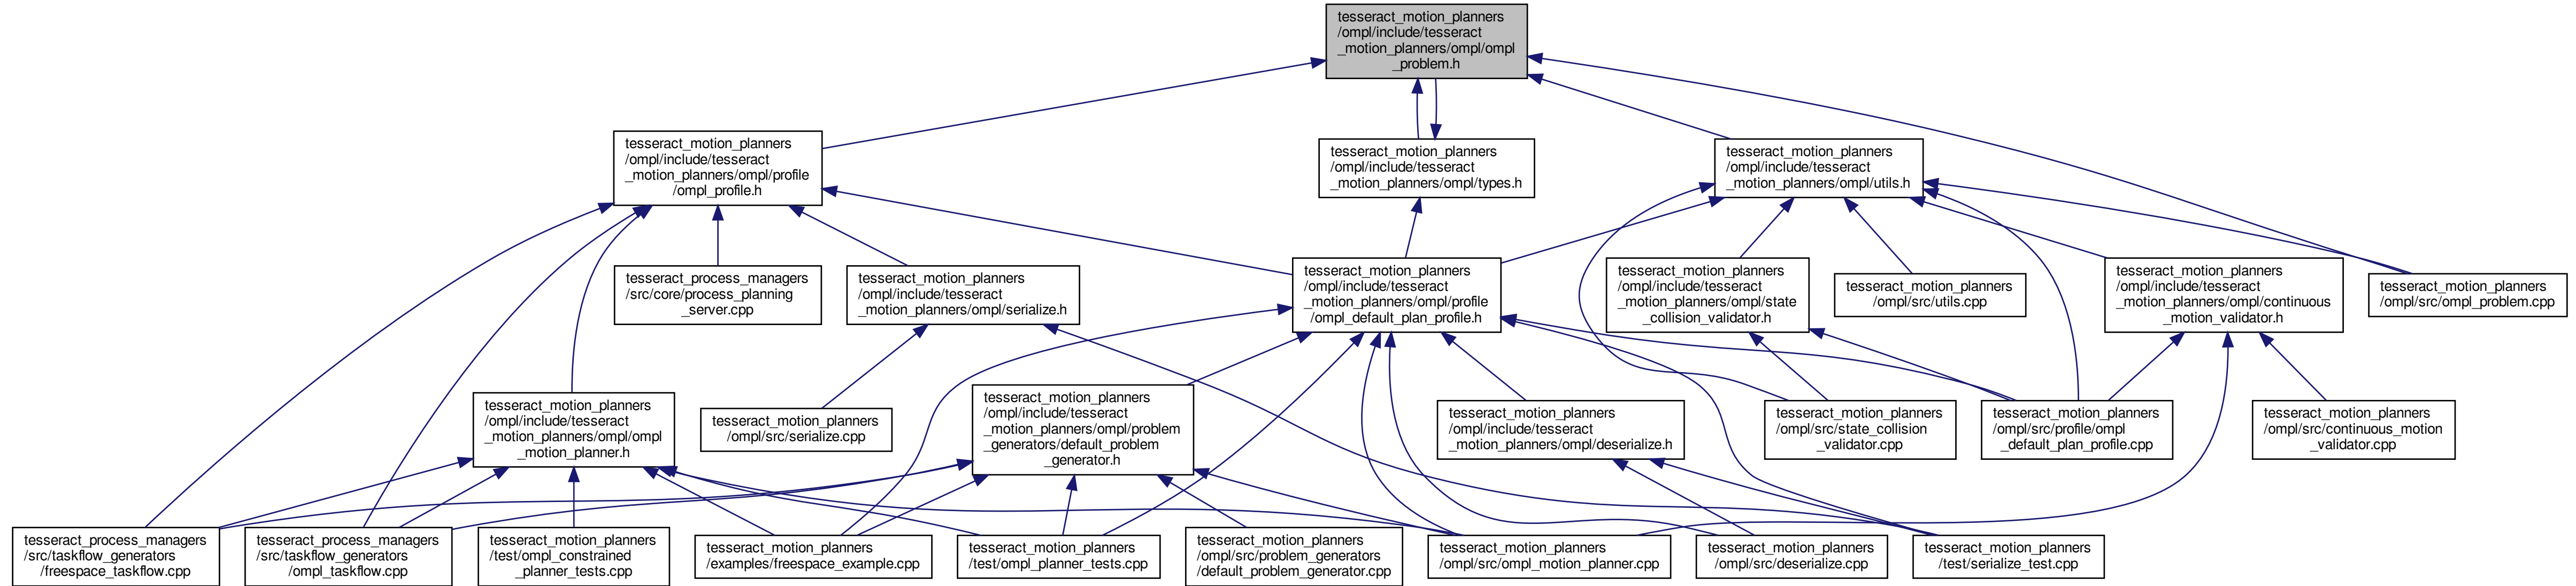 tesseract_motion_planners
/ompl/include/tesseract
_motion_planners/ompl/ompl
_problem.h
tesseract_motion_planners
/ompl/include/tesseract
_motion_planners/ompl/profile
/ompl_profile.h
tesseract_motion_planners
/ompl/include/tesseract
_motion_planners/ompl/types.h
tesseract_motion_planners
/ompl/include/tesseract
_motion_planners/ompl/utils.h
tesseract_process_managers
/src/core/process_planning
_server.cpp
tesseract_motion_planners
/ompl/include/tesseract
_motion_planners/ompl/serialize.h
tesseract_motion_planners
/ompl/include/tesseract
_motion_planners/ompl/profile
/ompl_default_plan_profile.h
tesseract_motion_planners
/ompl/include/tesseract
_motion_planners/ompl/state
_collision_validator.h
tesseract_motion_planners
/ompl/src/utils.cpp
tesseract_motion_planners
/ompl/include/tesseract
_motion_planners/ompl/continuous
_motion_validator.h
tesseract_motion_planners
/ompl/src/ompl_problem.cpp
tesseract_motion_planners
/ompl/include/tesseract
_motion_planners/ompl/ompl
_motion_planner.h
tesseract_motion_planners
/ompl/src/serialize.cpp
tesseract_motion_planners
/ompl/include/tesseract
_motion_planners/ompl/problem
_generators/default_problem
_generator.h
tesseract_motion_planners
/ompl/include/tesseract
_motion_planners/ompl/deserialize.h
tesseract_motion_planners
/ompl/src/state_collision
_validator.cpp
tesseract_motion_planners
/ompl/src/profile/ompl
_default_plan_profile.cpp
tesseract_motion_planners
/ompl/src/continuous_motion
_validator.cpp
tesseract_process_managers
/src/taskflow_generators
/freespace_taskflow.cpp
tesseract_process_managers
/src/taskflow_generators
/ompl_taskflow.cpp
tesseract_motion_planners
/test/ompl_constrained
_planner_tests.cpp
tesseract_motion_planners
/examples/freespace_example.cpp
tesseract_motion_planners
/test/ompl_planner_tests.cpp
tesseract_motion_planners
/ompl/src/problem_generators
/default_problem_generator.cpp
tesseract_motion_planners
/ompl/src/ompl_motion_planner.cpp
tesseract_motion_planners
/ompl/src/deserialize.cpp
tesseract_motion_planners
/test/serialize_test.cpp